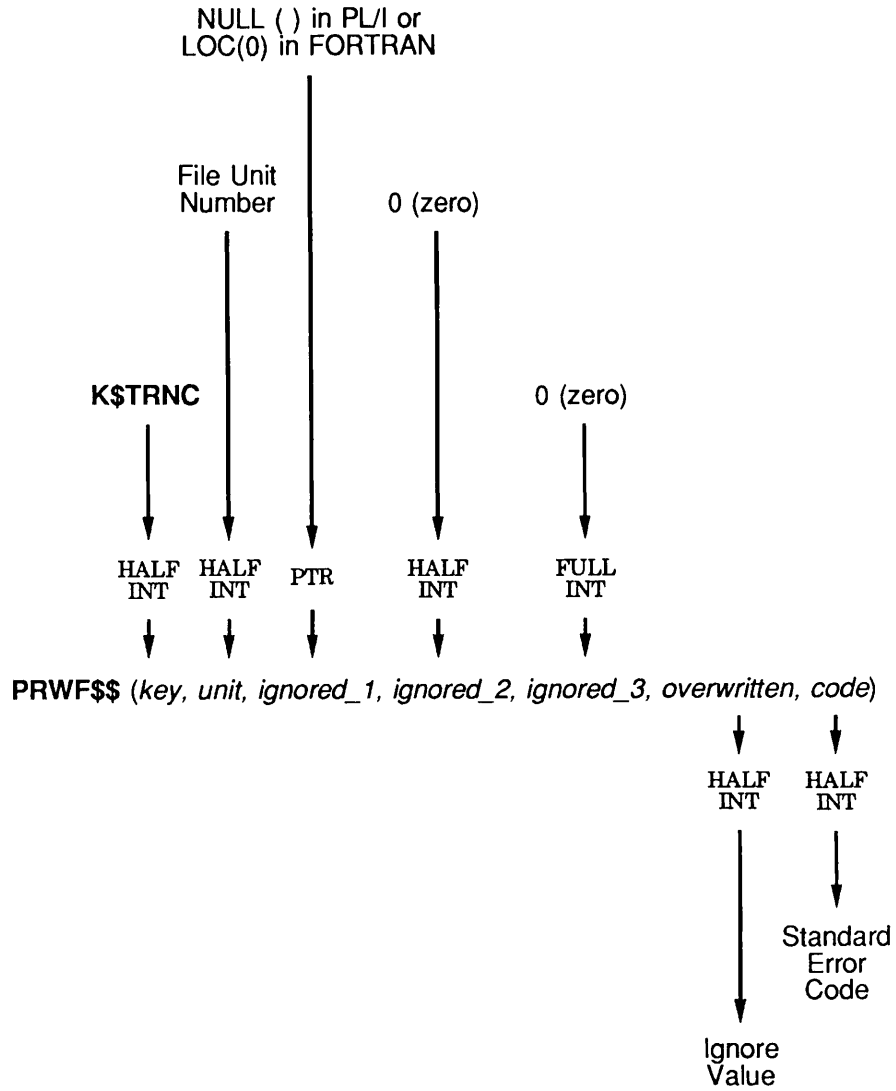 NULL ( ) in PL/I or
LOC(0) in FORTRAN
File Unit
Number
0 (zero)
K$TRNC
0 (zero)
HALF
INT
HALF
INT
PTR
HALF
INT
FULL
INT
PRWF$$ (key, unit, ignored_1, ignored_2, ignored_3, overwritten, code)
HALF
INT
HALF
INT
Standard
Error
Code
Ignore
Value